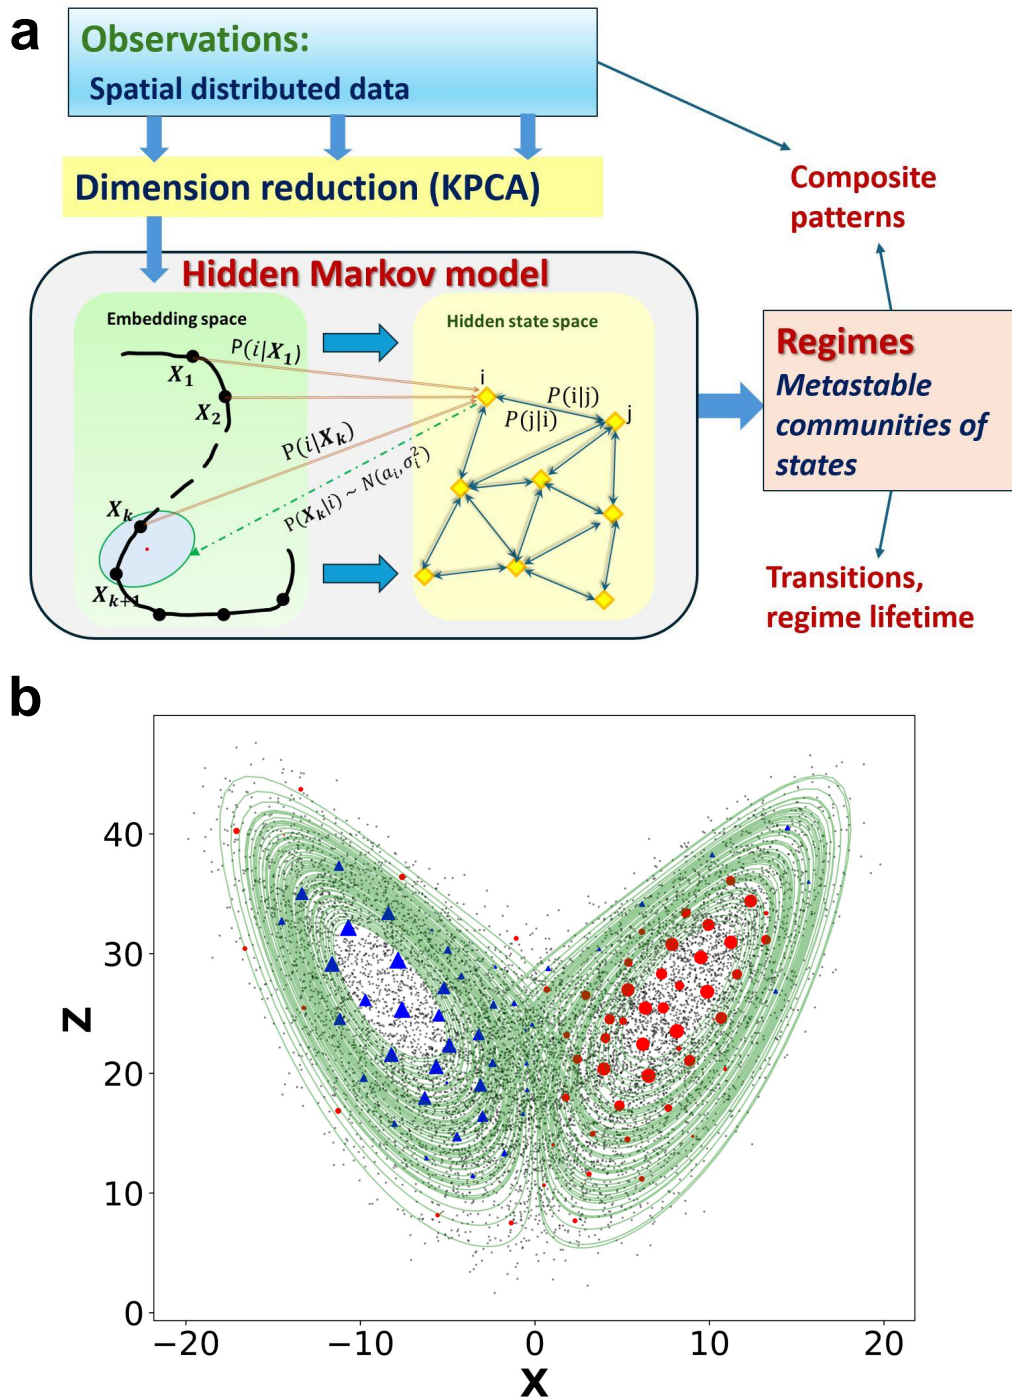 a
Observations:
Spatial distributed data
Dimension reduction (KPCA)
Composite
patterns
Hidden Markov model
Embedding space
Hidden state space
P(i|X₁)
X₁
X₂
i
P(i|j)
P(j|i)
j
P(i|Xₖ)
P(Xₖ|i) ~ N(aᵢ, σᵢ²)
Xₖ
Xₖ₊₁
Regimes
Metastable
communities of
states
Transitions,
regime lifetime
b
40
30
20
10
0
Z
−20
−10
0
10
20
X